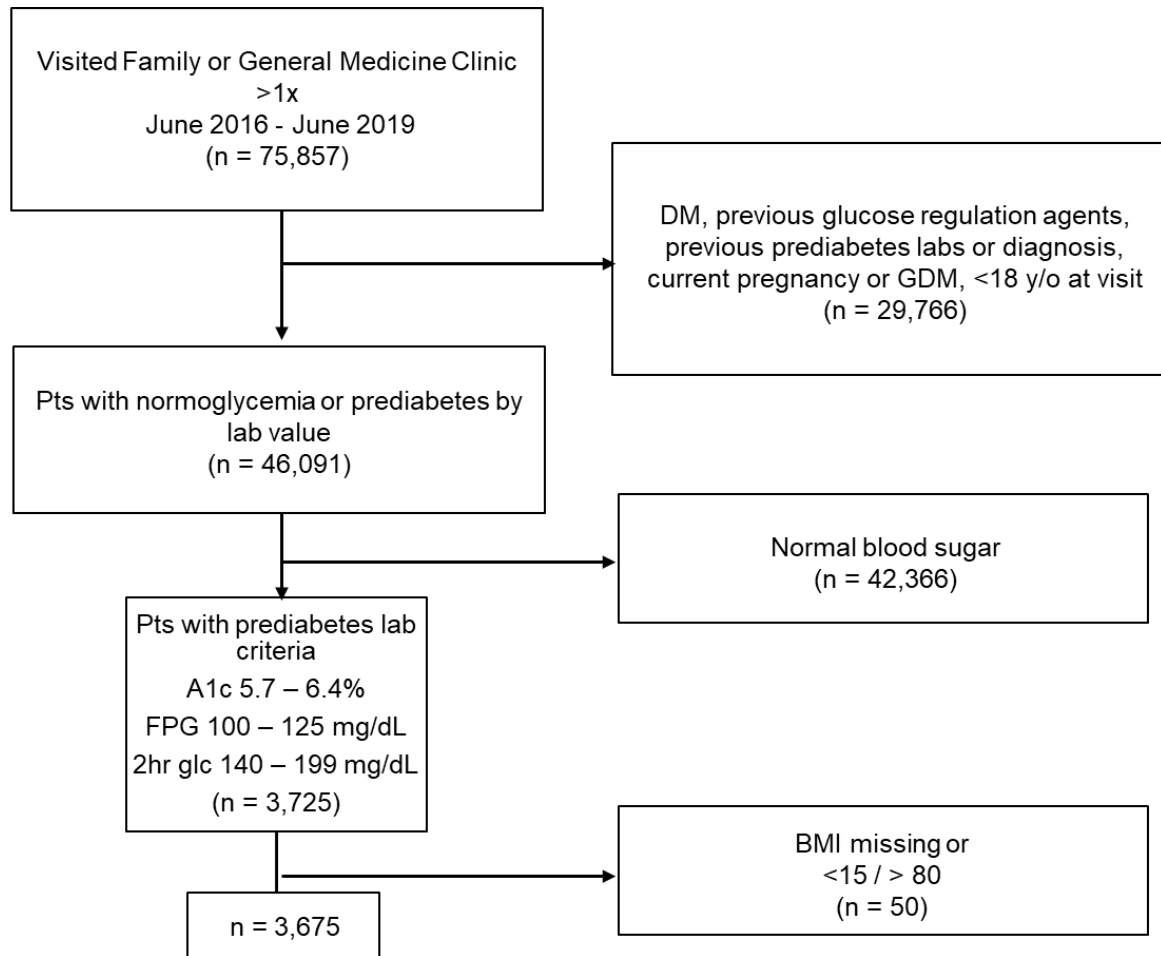 Visited Family or General Medicine Clinic
>1x
June 2016 - June 2019
(n = 75,857)
DM, previous glucose regulation agents,
previous prediabetes labs or diagnosis,
current pregnancy or GDM, <18 y/o at visit
(n = 29,766)
Pts with normoglycemia or prediabetes by
lab value
(n = 46,091)
Normal blood sugar
(n = 42,366)
Pts with prediabetes lab
criteria
A1c 5.7 – 6.4%
FPG 100 – 125 mg/dL
2hr glc 140 – 199 mg/dL
(n = 3,725)
BMI missing or
<15 / > 80
(n = 50)
n = 3,675